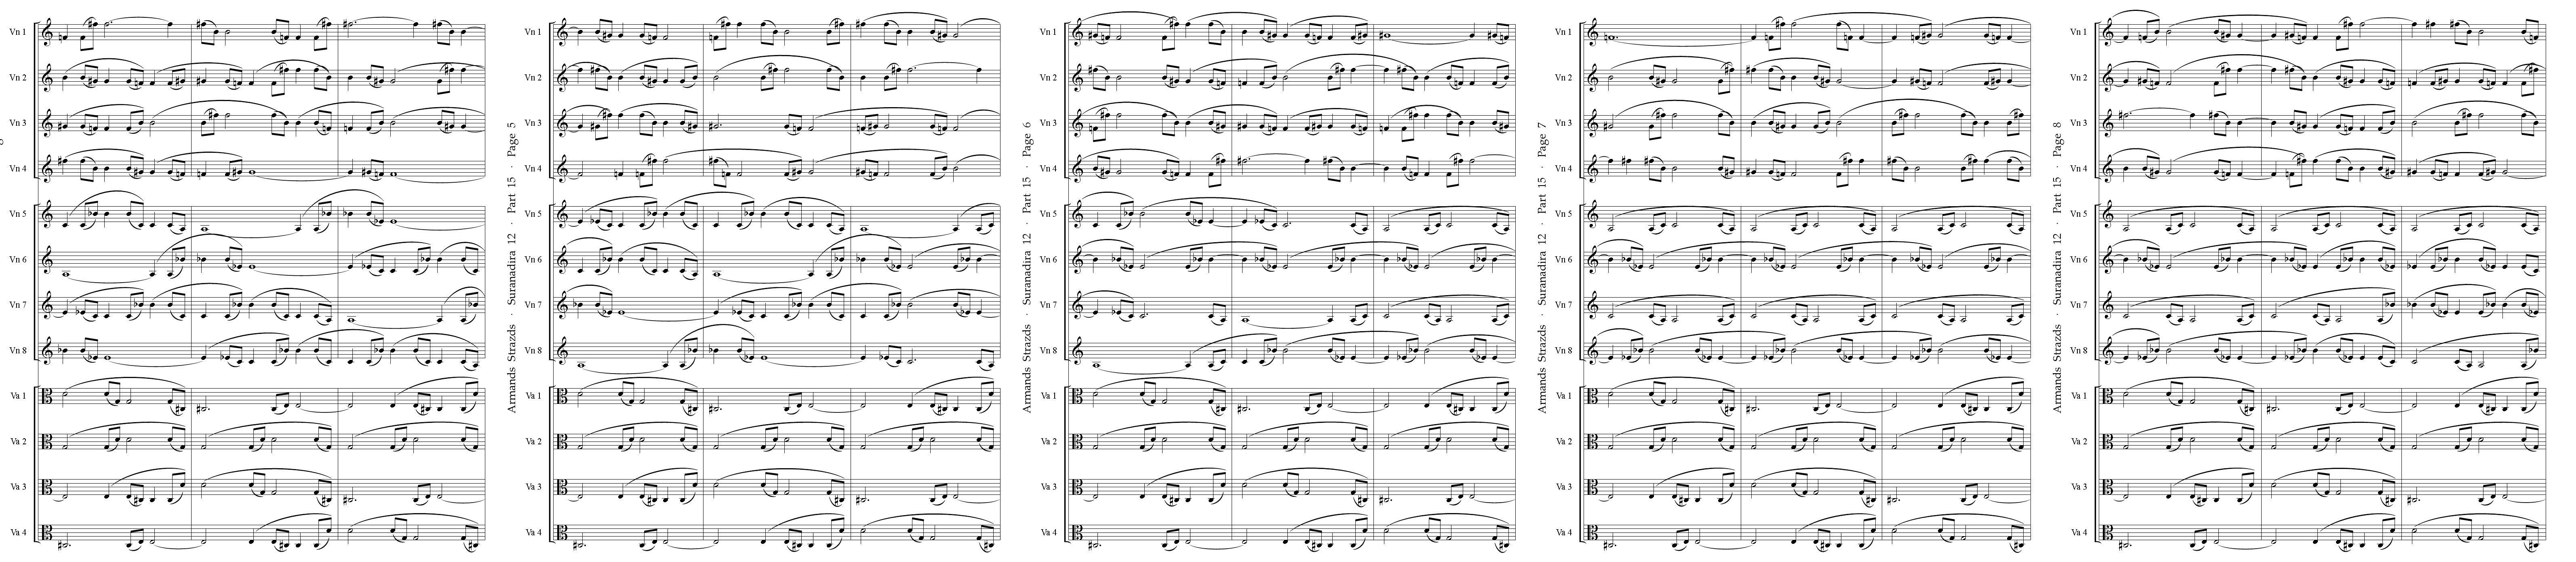 Vn 1
Vn 2
Vn 3
Vn 4
Vn 5
Vn 6
Vn 7
Vn 8
Va 1
Va 2
Va 3
Va 4
Armands Strazds · Suranadira 12 · Part 15 · Page 5
Vn 1
Vn 2
Vn 3
Vn 4
Vn 5
Vn 6
Vn 7
Vn 8
Va 1
Va 2
Va 3
Va 4
Armands Strazds · Suranadira 12 · Part 15 · Page 6
Vn 1
Vn 2
Vn 3
Vn 4
Vn 5
Vn 6
Vn 7
Vn 8
Va 1
Va 2
Va 3
Va 4
Armands Strazds · Suranadira 12 · Part 15 · Page 7
Vn 1
Vn 2
Vn 3
Vn 4
Vn 5
Vn 6
Vn 7
Vn 8
Va 1
Va 2
Va 3
Va 4
Armands Strazds · Suranadira 12 · Part 15 · Page 8
Vn 1
Vn 2
Vn 3
Vn 4
Vn 5
Vn 6
Vn 7
Vn 8
Va 1
Va 2
Va 3
Va 4